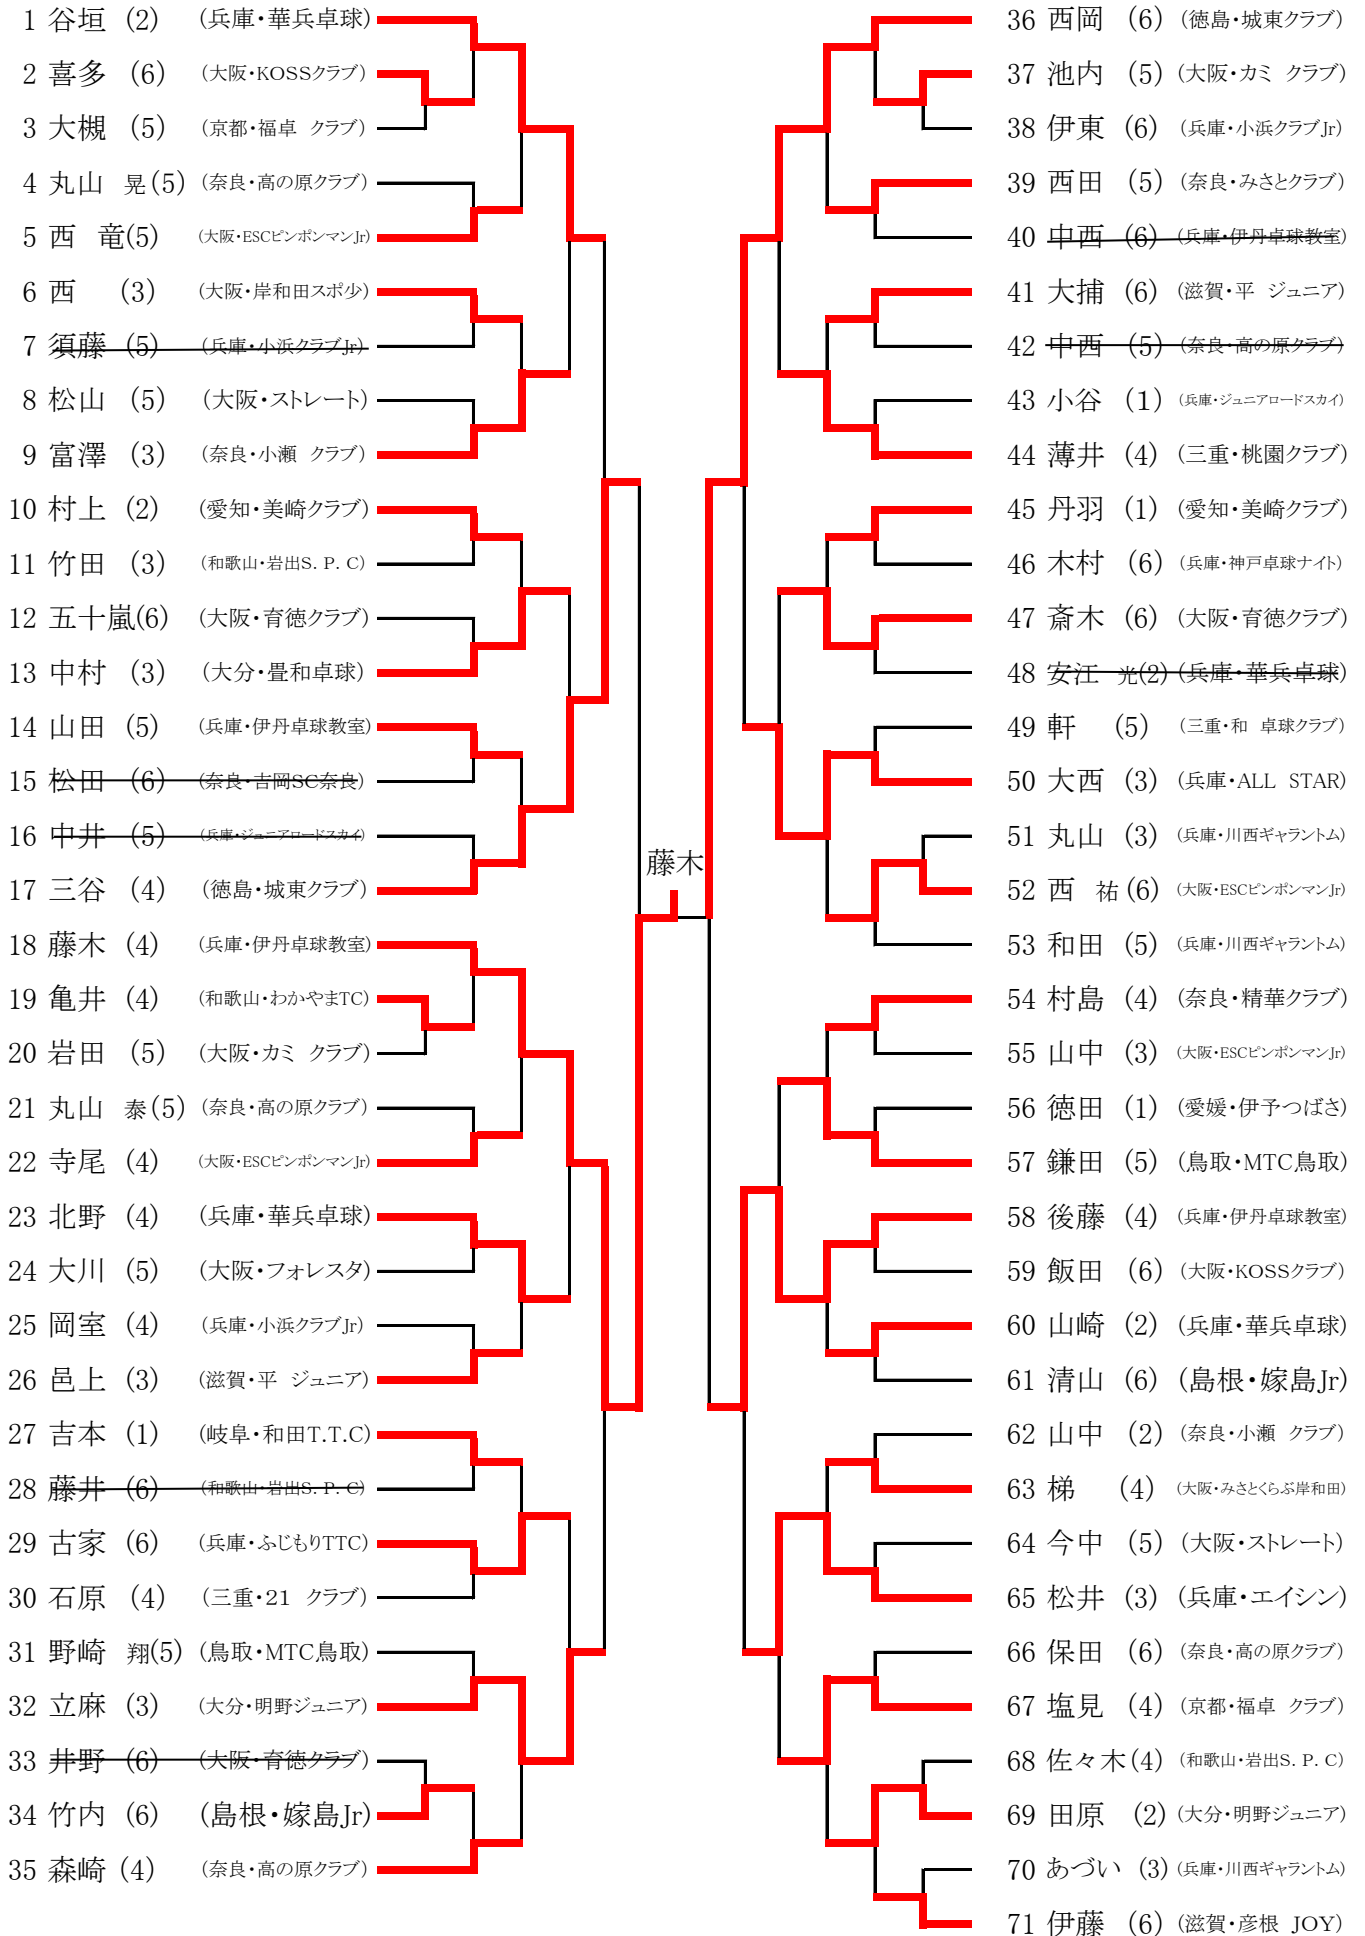 1 谷垣 (2) (兵庫・華兵卓球)
2 喜多 (6) (大阪・KOSSクラブ)
3 大槻 (5) (京都・福卓 クラブ)
4 丸山 晃(5) (奈良・高の原クラブ)
5 西 竜(5) (大阪・ESCピンポンマンJr)
6 西 (3) (大阪・岸和田スポ少)
7 須藤 (5) (兵庫・小浜クラブJr)
8 松山 (5) (大阪・ストレート)
9 富澤 (3) (奈良・小瀬 クラブ)
10 村上 (2) (愛知・美崎クラブ)
11 竹田 (3) (和歌山・岩出S. P. C)
12 五十嵐(6) (大阪・育徳クラブ)
13 中村 (3) (大分・畳和卓球)
14 山田 (5) (兵庫・伊丹卓球教室)
15 松田 (6) (奈良・吉岡SC奈良)
16 中井 (5) (兵庫・ジュニアロードスカイ)
17 三谷 (4) (徳島・城東クラブ)
18 藤木 (4) (兵庫・伊丹卓球教室)
19 亀井 (4) (和歌山・わかやまTC)
20 岩田 (5) (大阪・カミ クラブ)
21 丸山 泰(5) (奈良・高の原クラブ)
22 寺尾 (4) (大阪・ESCピンポンマンJr)
23 北野 (4) (兵庫・華兵卓球)
24 大川 (5) (大阪・フォレスタ)
25 岡室 (4) (兵庫・小浜クラブJr)
26 邑上 (3) (滋賀・平 ジュニア)
27 吉本 (1) (岐阜・和田T.T.C)
28 藤井 (6) (和歌山・岩出S. P. C)
29 古家 (6) (兵庫・ふじもりTTC)
30 石原 (4) (三重・21 クラブ)
31 野崎 翔(5) (鳥取・MTC鳥取)
32 立麻 (3) (大分・明野ジュニア)
33 井野 (6) (大阪・育徳クラブ)
34 竹内 (6) (島根・嫁島Jr)
35 森崎 (4) (奈良・高の原クラブ)
藤木
36 西岡 (6) (徳島・城東クラブ)
37 池内 (5) (大阪・カミ クラブ)
38 伊東 (6) (兵庫・小浜クラブJr)
39 西田 (5) (奈良・みさとクラブ)
40 中西 (6) (兵庫・伊丹卓球教室)
41 大捕 (6) (滋賀・平 ジュニア)
42 中西 (5) (奈良・高の原クラブ)
43 小谷 (1) (兵庫・ジュニアロードスカイ)
44 薄井 (4) (三重・桃園クラブ)
45 丹羽 (1) (愛知・美崎クラブ)
46 木村 (6) (兵庫・神戸卓球ナイト)
47 斎木 (6) (大阪・育徳クラブ)
48 安江 光(2) (兵庫・華兵卓球)
49 軒 (5) (三重・和 卓球クラブ)
50 大西 (3) (兵庫・ALL STAR)
51 丸山 (3) (兵庫・川西ギャラントム)
52 西 祐(6) (大阪・ESCピンポンマンJr)
53 和田 (5) (兵庫・川西ギャラントム)
54 村島 (4) (奈良・精華クラブ)
55 山中 (3) (大阪・ESCピンポンマンJr)
56 徳田 (1) (愛媛・伊予つばさ)
57 鎌田 (5) (鳥取・MTC鳥取)
58 後藤 (4) (兵庫・伊丹卓球教室)
59 飯田 (6) (大阪・KOSSクラブ)
60 山崎 (2) (兵庫・華兵卓球)
61 清山 (6) (島根・嫁島Jr)
62 山中 (2) (奈良・小瀬 クラブ)
63 梯 (4) (大阪・みさとくらぶ岸和田)
64 今中 (5) (大阪・ストレート)
65 松井 (3) (兵庫・エイシン)
66 保田 (6) (奈良・高の原クラブ)
67 塩見 (4) (京都・福卓 クラブ)
68 佐々木(4) (和歌山・岩出S. P. C)
69 田原 (2) (大分・明野ジュニア)
70 あづい (3) (兵庫・川西ギャラントム)
71 伊藤 (6) (滋賀・彦根 JOY)